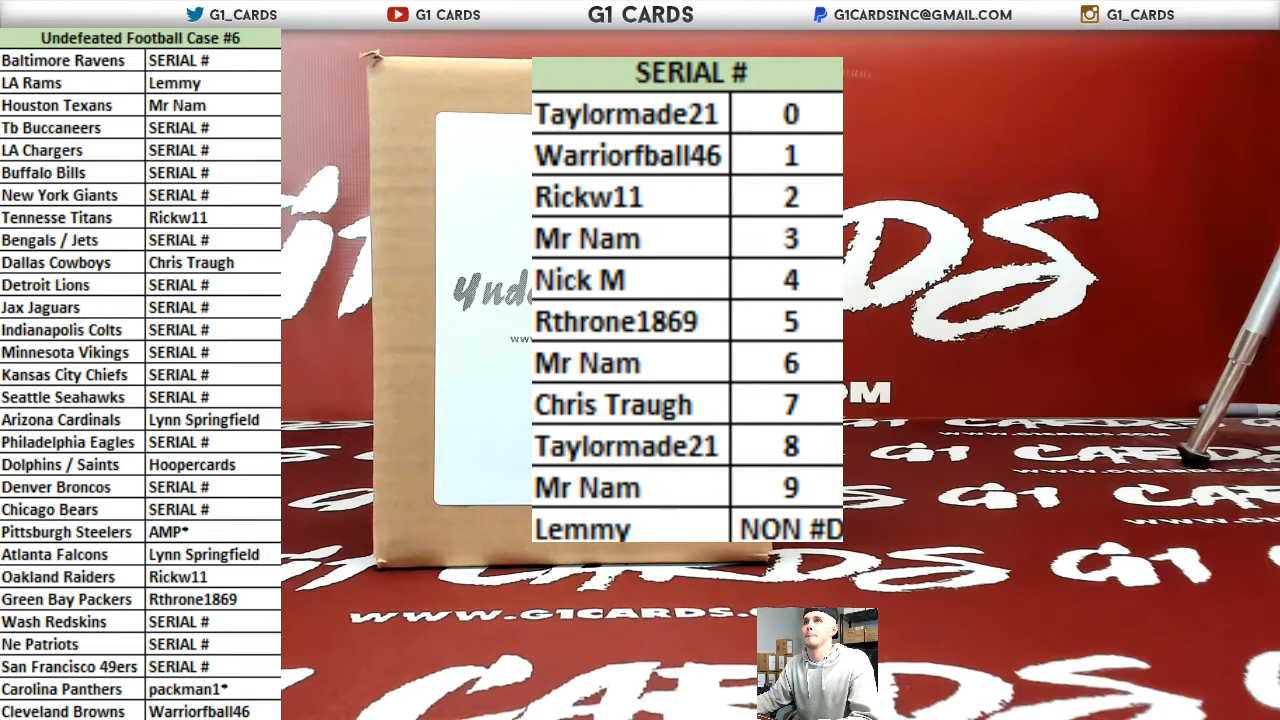 G1_CARDS G1 CARDS G1 CARDS G1CARDSINC@GMAIL.COM G1_CARDS
Undefeated Football Case #6
Baltimore Ravens SERIAL #
LA Rams Lemmy
Houston Texans Mr Nam
Tb Buccaneers SERIAL #
LA Chargers SERIAL #
Buffalo Bills SERIAL #
New York Giants SERIAL #
Tennesse Titans Rickw11
Bengals / Jets SERIAL #
Dallas Cowboys Chris Traugh
Detroit Lions SERIAL #
Jax Jaguars SERIAL #
Indianapolis Colts SERIAL #
Minnesota Vikings SERIAL #
Kansas City Chiefs SERIAL #
Seattle Seahawks SERIAL #
Arizona Cardinals Lynn Springfield
Philadelphia Eagles SERIAL #
Dolphins / Saints Hoopercards
Denver Broncos SERIAL #
Chicago Bears SERIAL #
Pittsburgh Steelers AMP*
Atlanta Falcons Lynn Springfield
Oakland Raiders Rickw11
Green Bay Packers Rthrone1869
Wash Redskins SERIAL #
Ne Patriots SERIAL #
San Francisco 49ers SERIAL #
Carolina Panthers packman1*
Cleveland Browns Warriorfball46
SERIAL #
Taylormade21 0
Warriorfball46 1
Rickw11 2
Mr Nam 3
Nick M 4
Rthrone1869 5
Mr Nam 6
Chris Traugh 7
Taylormade21 8
Mr Nam 9
Lemmy NON #D
G1 CARDS
WWW.G1CARDS.
CARDS